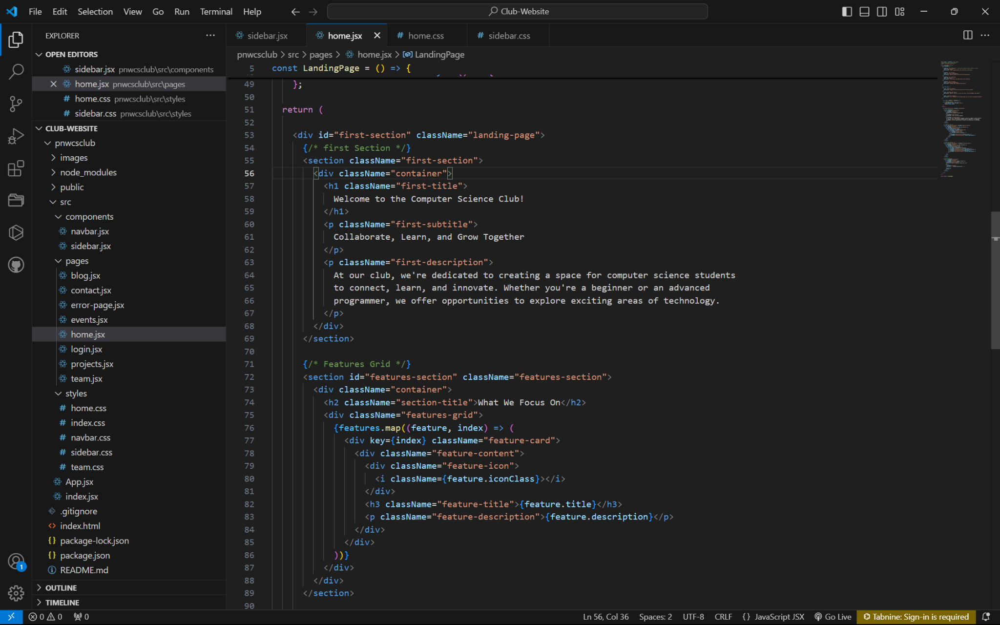 File Edit Selection View Go Run Terminal Help
Club-Website
EXPLORER
OPEN EDITORS
sidebar.jsx pnwcsclub\src\components
home.jsx pnwcsclub\src\pages
home.css pnwcsclub\src\styles
sidebar.css pnwcsclub\src\styles
CLUB-WEBSITE
pnwcsclub
images
node_modules
public
src
components
navbar.jsx
sidebar.jsx
pages
blog.jsx
contact.jsx
error-page.jsx
events.jsx
home.jsx
login.jsx
projects.jsx
team.jsx
styles
home.css
index.css
navbar.css
sidebar.css
team.css
App.jsx
index.jsx
.gitignore
index.html
package-lock.json
package.json
README.md
OUTLINE
TIMELINE
1
sidebar.jsx home.jsx home.css sidebar.css
pnwcsclub > src > pages > home.jsx > LandingPage
5 const LandingPage = () => {
49 };
50
51 return (
52
53 <div id="first-section" className="landing-page">
54 {/* first Section */}
55 <section className="first-section">
56 <div className="container">
57 <h1 className="first-title">
58 Welcome to the Computer Science Club!
59 </h1>
60 <p className="first-subtitle">
61 Collaborate, Learn, and Grow Together
62 </p>
63 <p className="first-description">
64 At our club, we're dedicated to creating a space for computer science students
65 to connect, learn, and innovate. Whether you're a beginner or an advanced
66 programmer, we offer opportunities to explore exciting areas of technology.
67 </p>
68 </div>
69 </section>
70
71 {/* Features Grid */}
72 <section id="features-section" className="features-section">
73 <div className="container">
74 <h2 className="section-title">What We Focus On</h2>
75 <div className="features-grid">
76 {features.map((feature, index) => (
77 <div key={index} className="feature-card">
78 <div className="feature-content">
79 <div className="feature-icon">
80 <i className={feature.iconClass}></i>
81 </div>
82 <h3 className="feature-title">{feature.title}</h3>
83 <p className="feature-description">{feature.description}</p>
84 </div>
85 </div>
86 ))}
87 </div>
88 </div>
89 </section>
90
0 0 0 Ln 56, Col 36 Spaces: 2 UTF-8 CRLF {} JavaScript JSX Go Live Tabnine: Sign-in is required